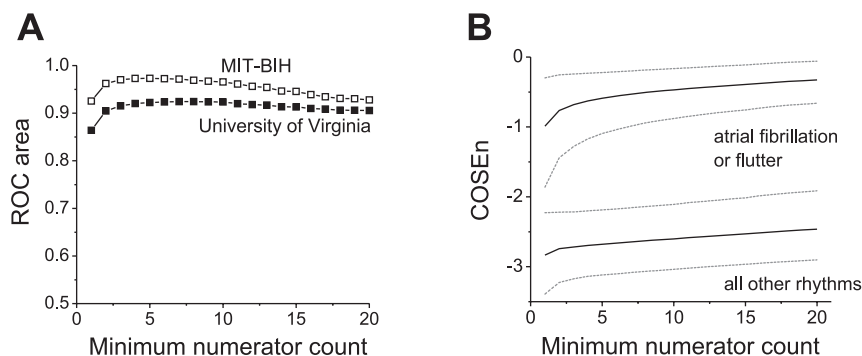 A
1.0
0.9
0.8
0.7
0.6
0.5
ROC area
MIT-BIH
University of Virginia
0 5 10 15 20
Minimum numerator count
B
0
-1
-2
-3
COSEn
atrial fibrillation
or flutter
all other rhythms
0 5 10 15 20
Minimum numerator count